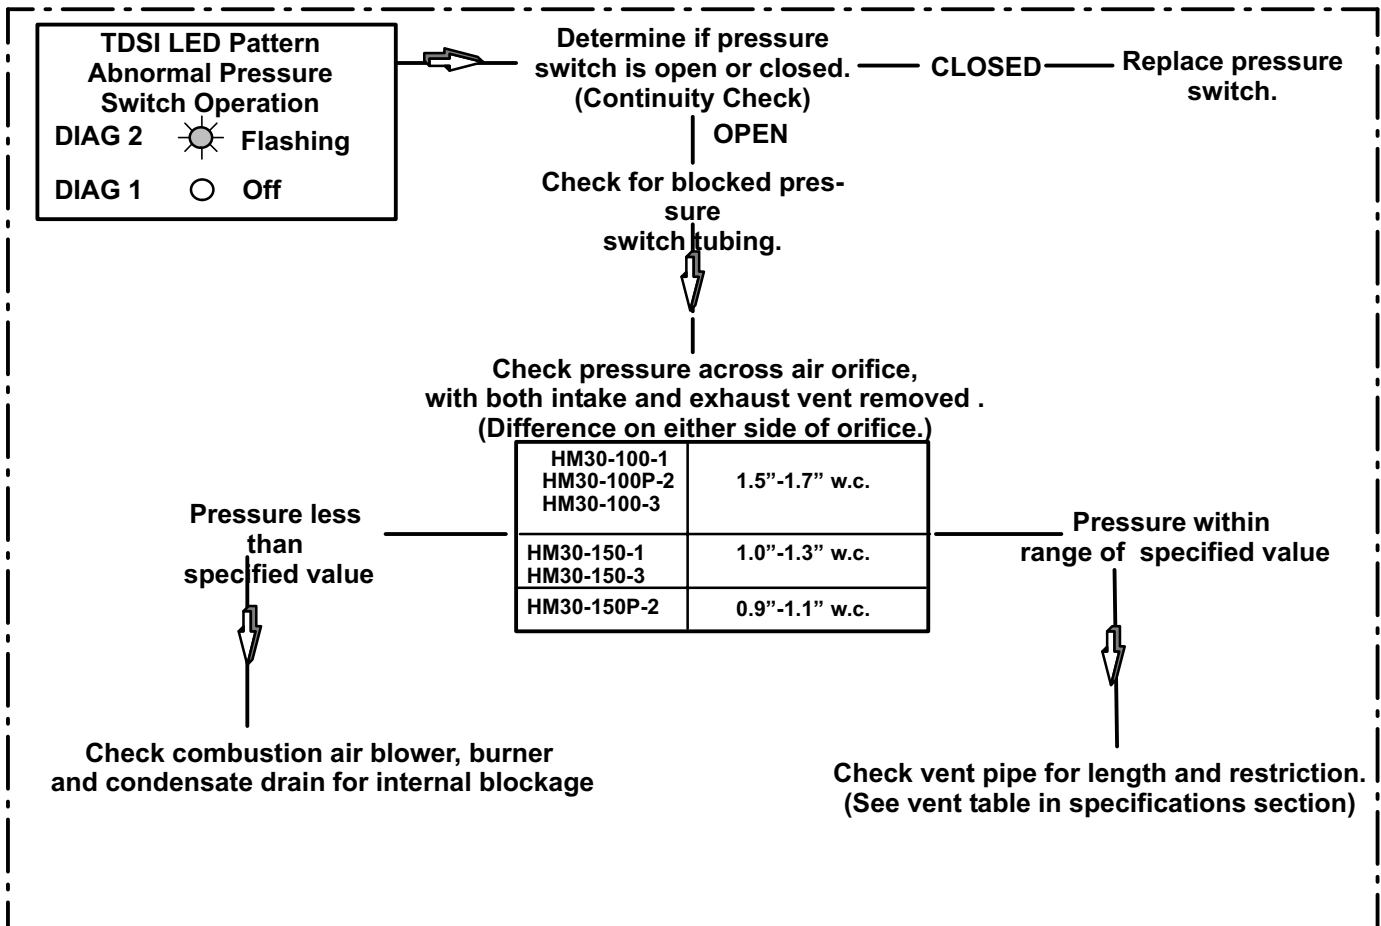 TDSI LED Pattern
Abnormal Pressure
Switch Operation
DIAG 2 Flashing
DIAG 1 Off
Determine if pressure
switch is open or closed.
(Continuity Check)
CLOSED
Replace pressure
switch.
OPEN
Check for blocked pres-
sure
switch tubing.
Check pressure across air orifice,
with both intake and exhaust vent removed .
(Difference on either side of orifice.)
HM30-100-1
HM30-100P-2
HM30-100-3
1.5”-1.7” w.c.
HM30-150-1
HM30-150-3
1.0”-1.3” w.c.
HM30-150P-2
0.9”-1.1” w.c.
Pressure less
than
specified value
Pressure within
range of specified value
Check combustion air blower, burner
and condensate drain for internal blockage
Check vent pipe for length and restriction.
(See vent table in specifications section)